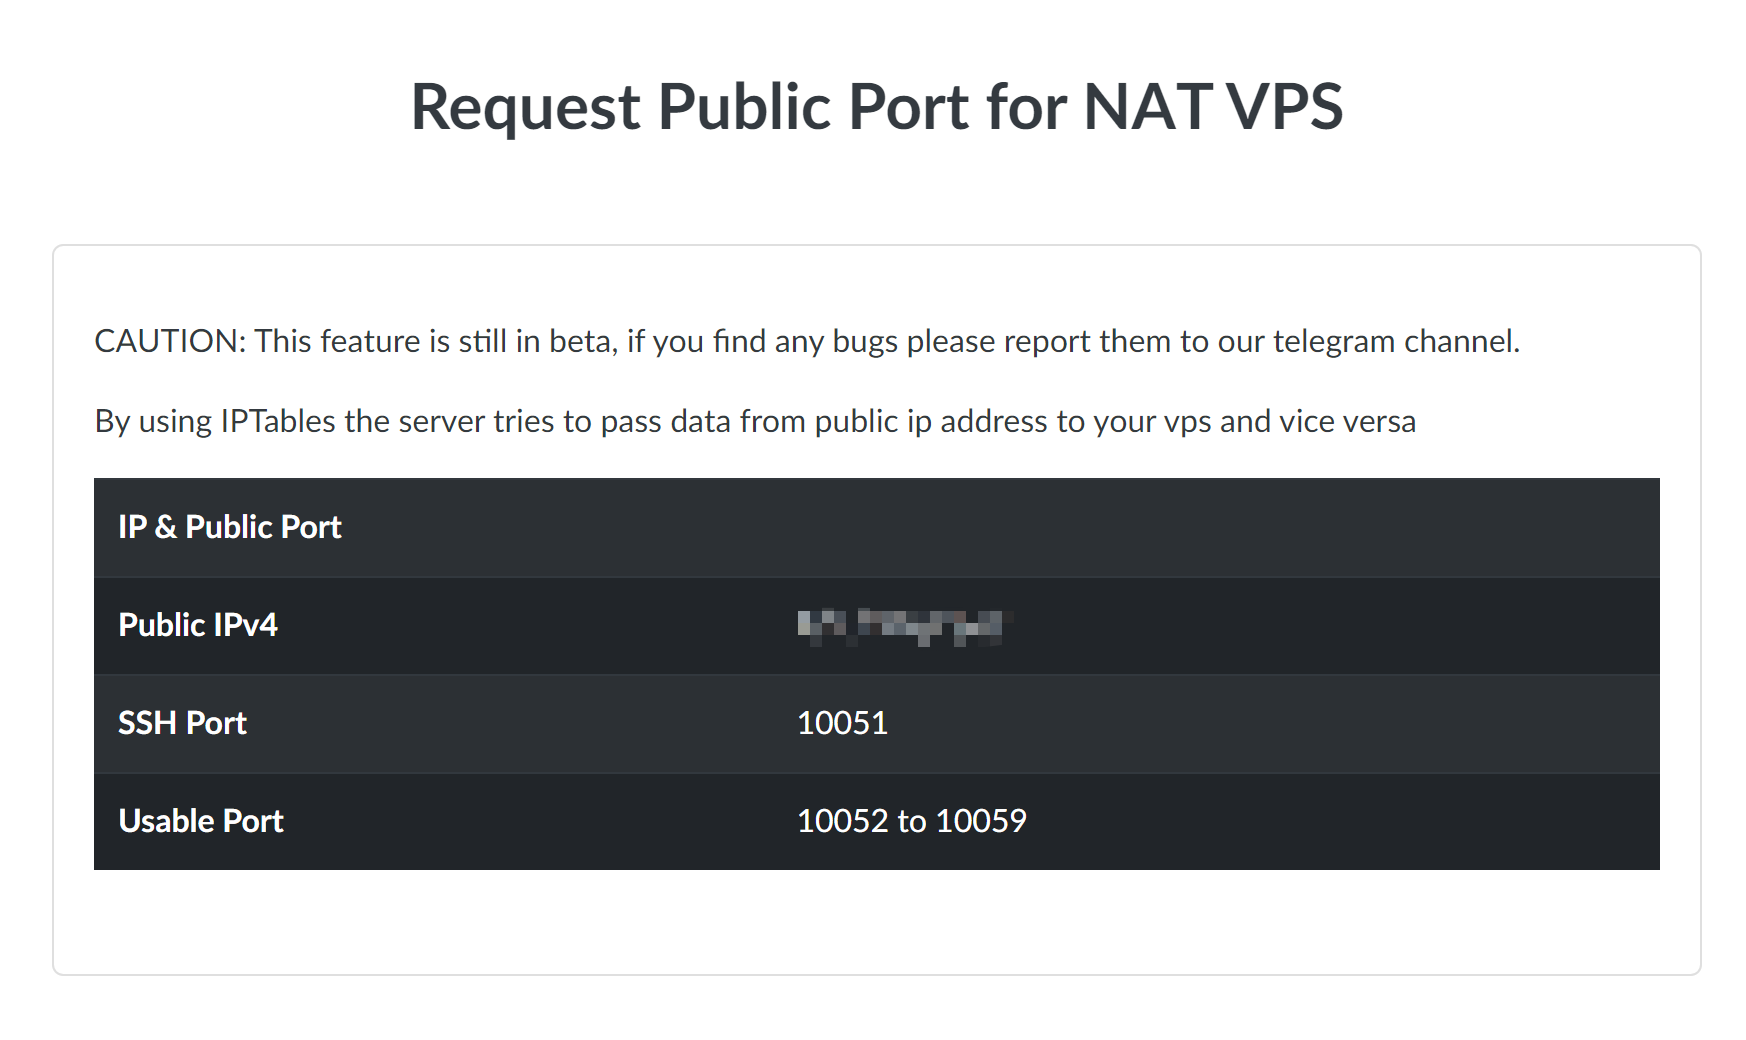 Request Public Port for NAT VPS
CAUTION: This feature is still in beta, if you find any bugs please report them to our telegram channel.
By using IPTables the server tries to pass data from public ip address to your vps and vice versa
IP & Public Port
Public IPv4
SSH Port 10051
Usable Port 10052 to 10059